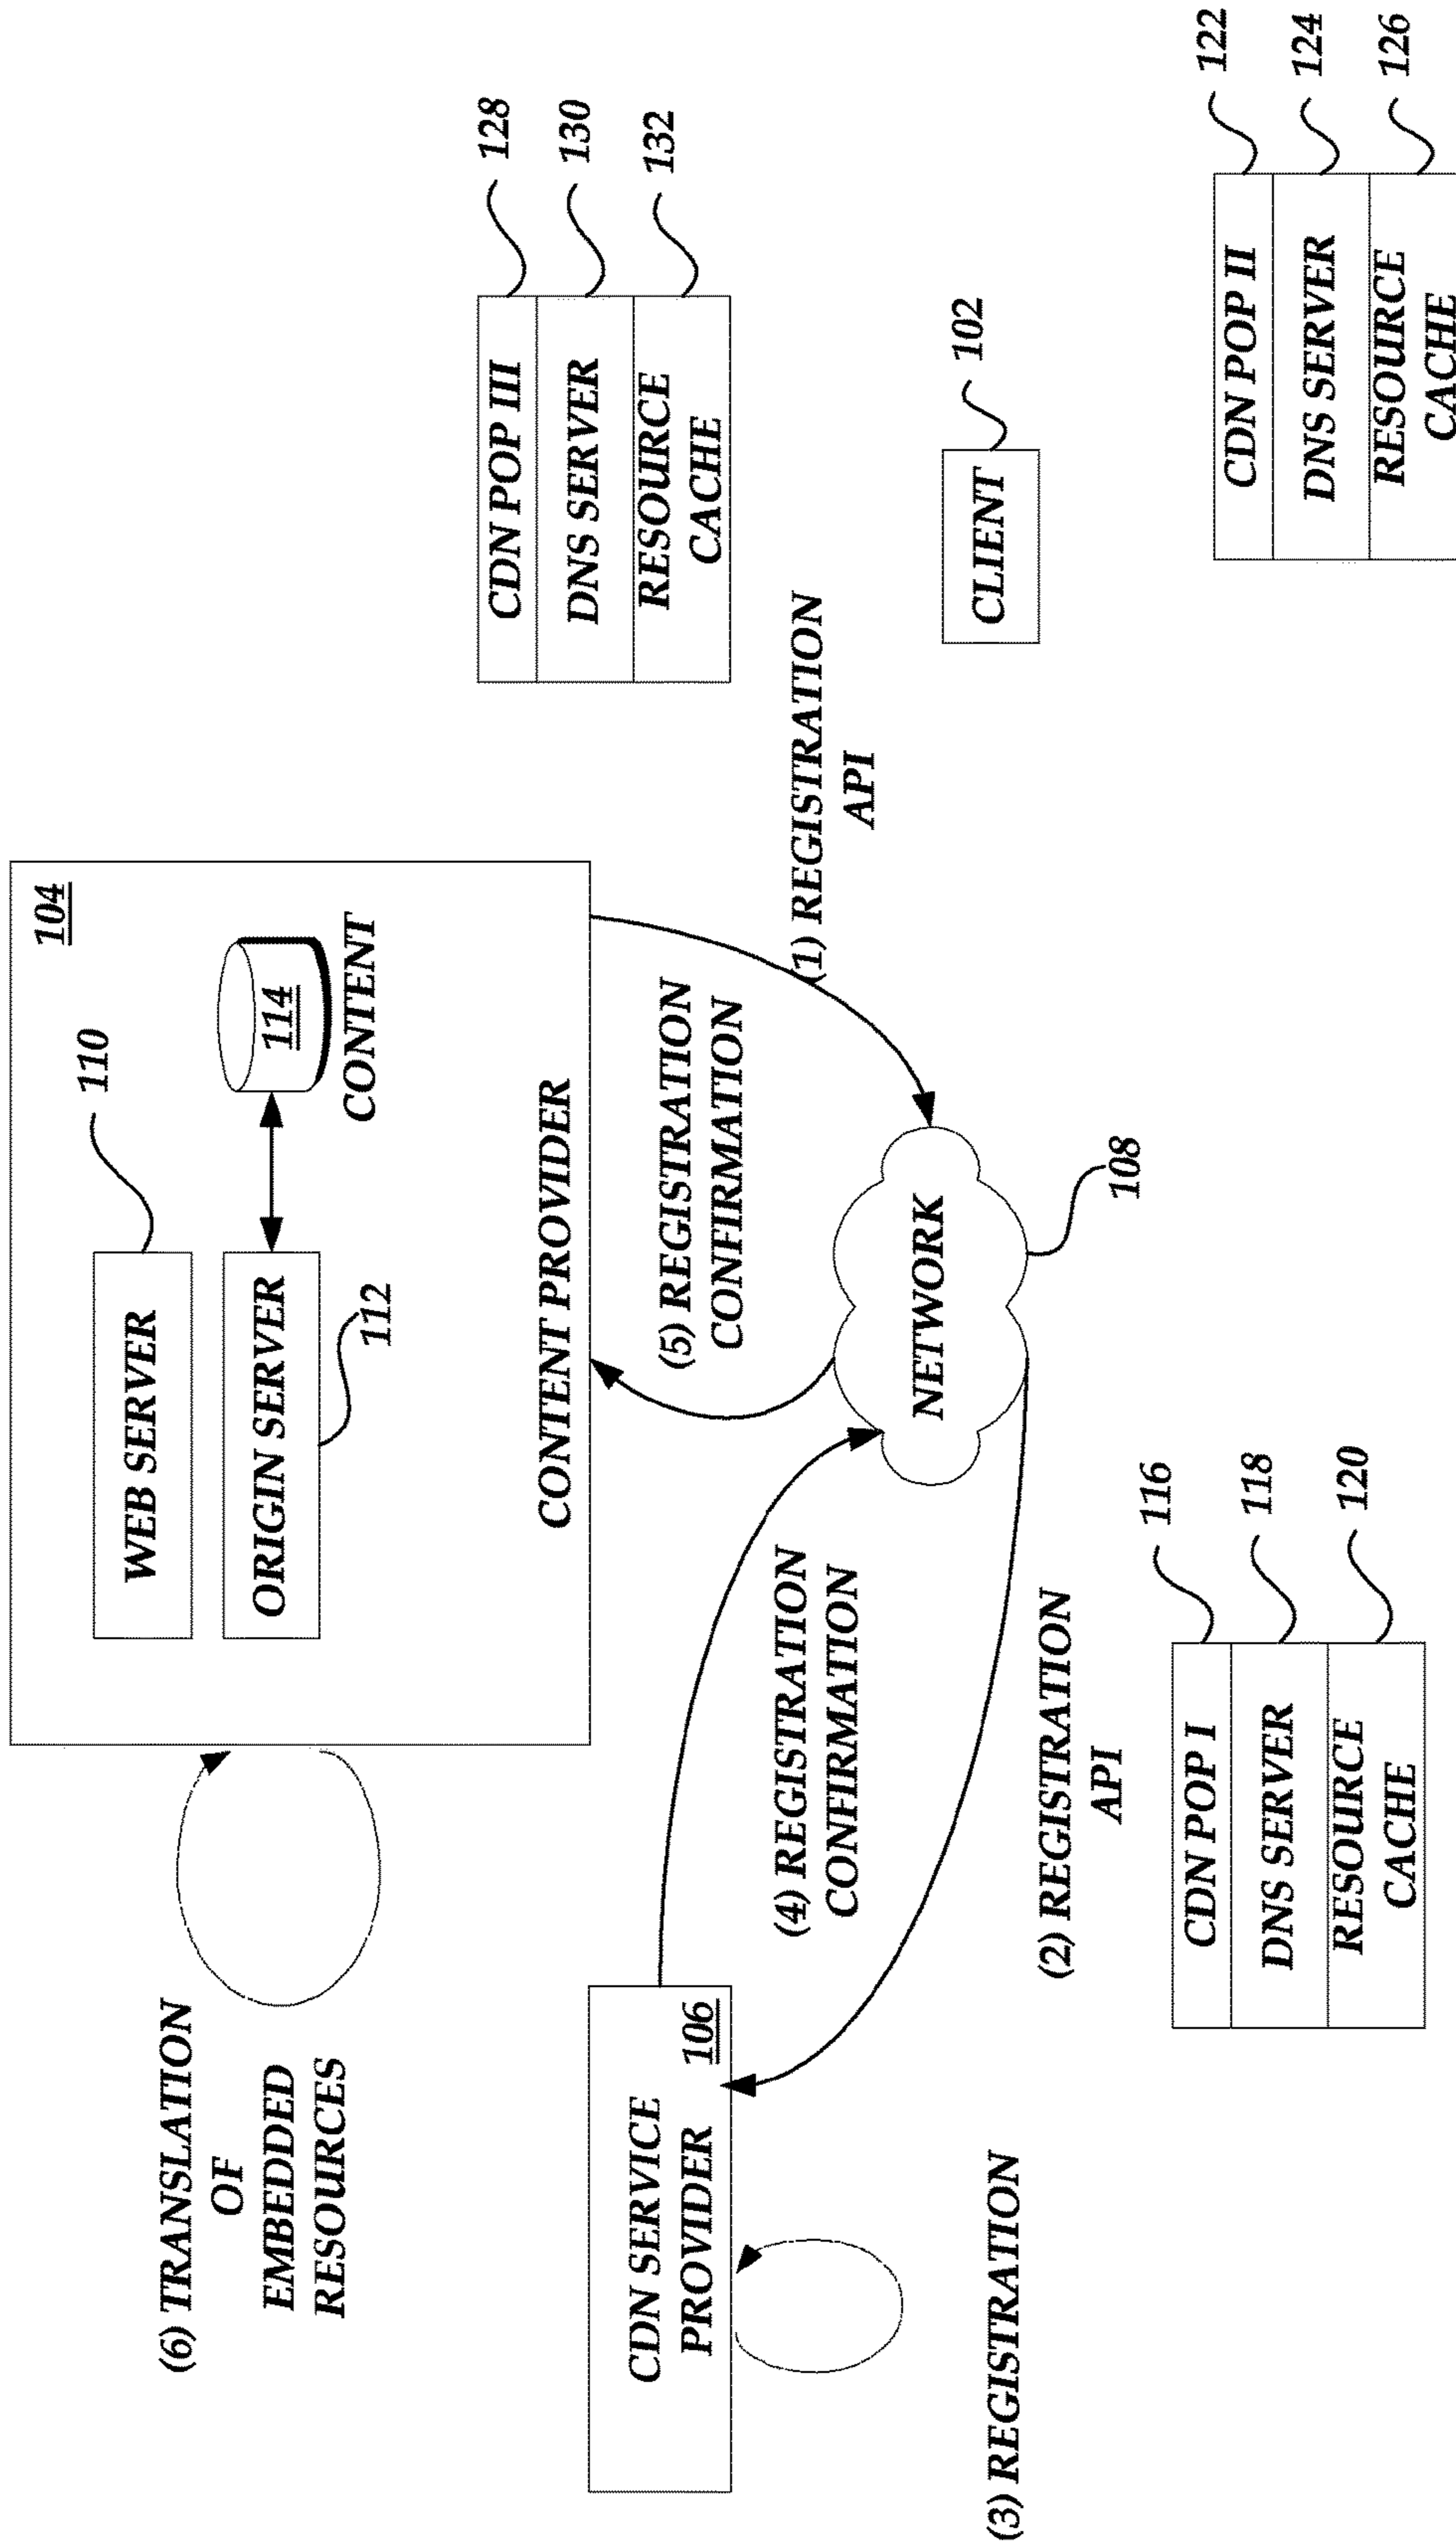 (6) TRANSLATION
OF
EMBEDDED
RESOURCES
104
110
WEB SERVER
ORIGIN SERVER
112
114
CONTENT
CONTENT PROVIDER
128
CDN POP III
130
DNS SERVER
132
RESOURCE
CACHE
CDN SERVICE
PROVIDER
106
(5) REGISTRATION
CONFIRMATION
(4) REGISTRATION
CONFIRMATION
(1) REGISTRATION
API
NETWORK
108
CLIENT
102
(3) REGISTRATION
(2) REGISTRATION
API
116
CDN POP I
118
DNS SERVER
120
RESOURCE
CACHE
122
CDN POP II
124
DNS SERVER
126
RESOURCE
CACHE